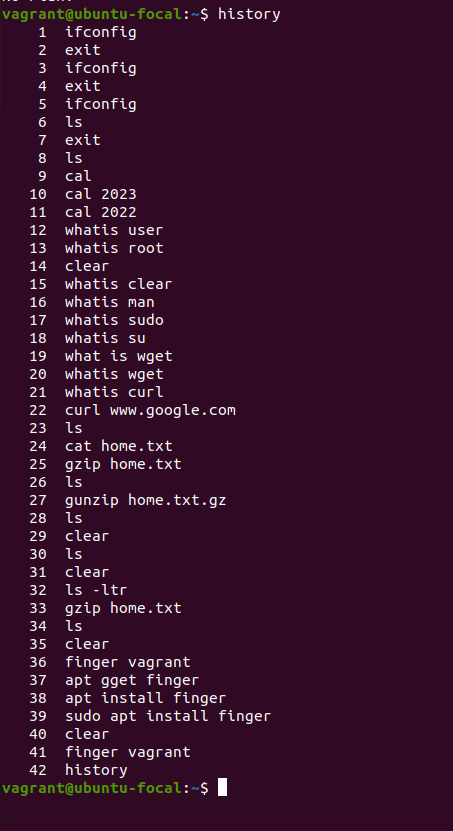 vagrant@ubuntu-focal:~$ history
1 ifconfig
2 exit
3 ifconfig
4 exit
5 ifconfig
6 ls
7 exit
8 ls
9 cal
10 cal 2023
11 cal 2022
12 whatis user
13 whatis root
14 clear
15 whatis clear
16 whatis man
17 whatis sudo
18 whatis su
19 what is wget
20 whatis wget
21 whatis curl
22 curl www.google.com
23 ls
24 cat home.txt
25 gzip home.txt
26 ls
27 gunzip home.txt.gz
28 ls
29 clear
30 ls
31 clear
32 ls -ltr
33 gzip home.txt
34 ls
35 clear
36 finger vagrant
37 apt gget finger
38 apt install finger
39 sudo apt install finger
40 clear
41 finger vagrant
42 history
vagrant@ubuntu-focal:~$